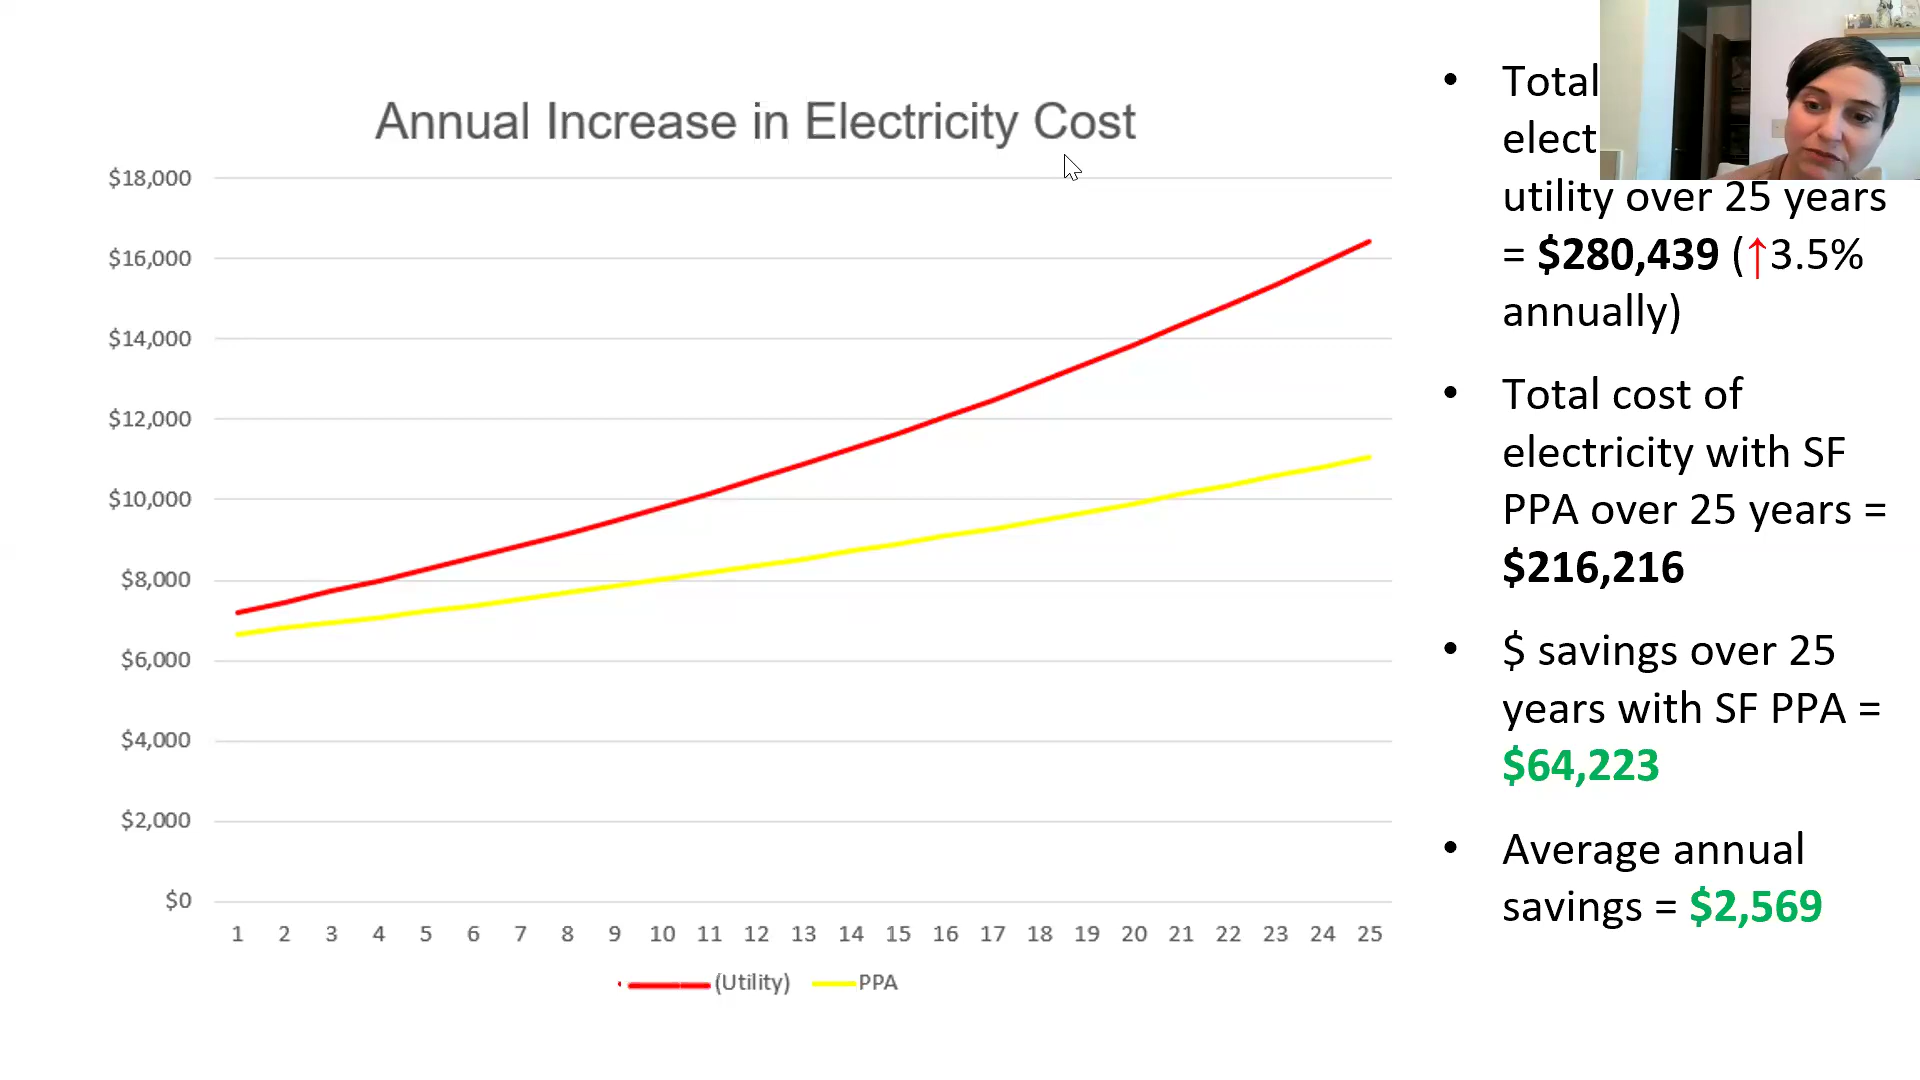 Annual Increase in Electricity Cost
$18,000
$16,000
$14,000
$12,000
$10,000
$8,000
$6,000
$4,000
$2,000
$0
1 2 3 4 5 6 7 8 9 10 11 12 13 14 15 16 17 18 19 20 21 22 23 24 25
(Utility) PPA
• Total
elect
utility over 25 years
= $280,439 (↑3.5%
annually)
• Total cost of
electricity with SF
PPA over 25 years =
$216,216
• $ savings over 25
years with SF PPA =
$64,223
• Average annual
savings = $2,569